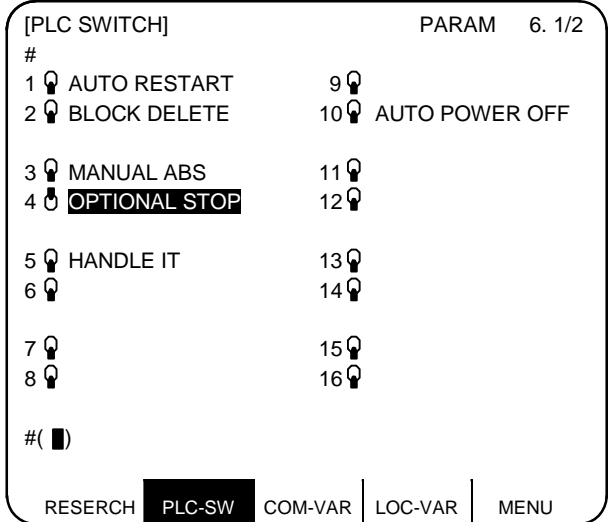 [PLC SWITCH] PARAM 6. 1/2
#
1 AUTO RESTART 9
2 BLOCK DELETE 10 AUTO POWER OFF
3 MANUAL ABS 11
4 OPTIONAL STOP 12
5 HANDLE IT 13
6 14
7 15
8 16
#( )
RESERCH PLC-SW COM-VAR LOC-VAR MENU